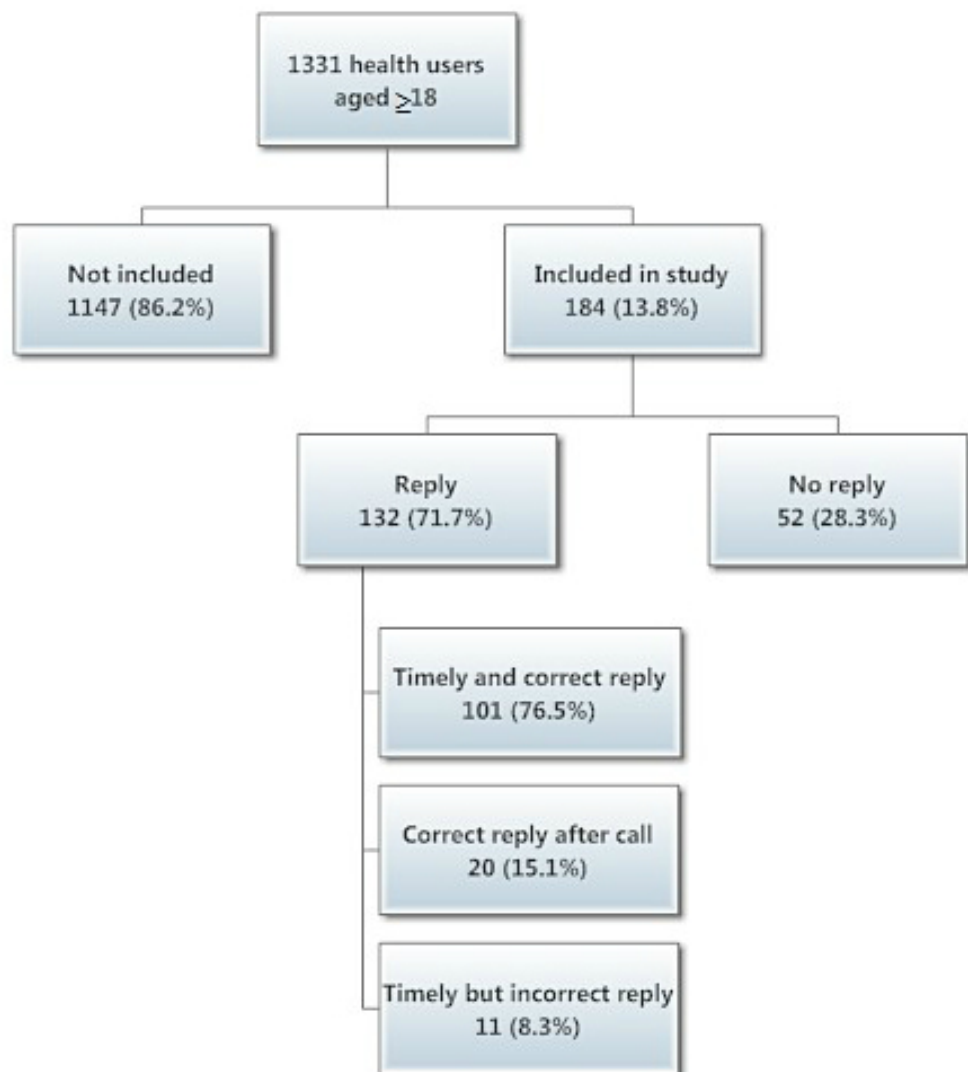 1331 health users
aged ≥18
Not included
1147 (86.2%)
Included in study
184 (13.8%)
Reply
132 (71.7%)
No reply
52 (28.3%)
Timely and correct reply
101 (76.5%)
Correct reply after call
20 (15.1%)
Timely but incorrect reply
11 (8.3%)